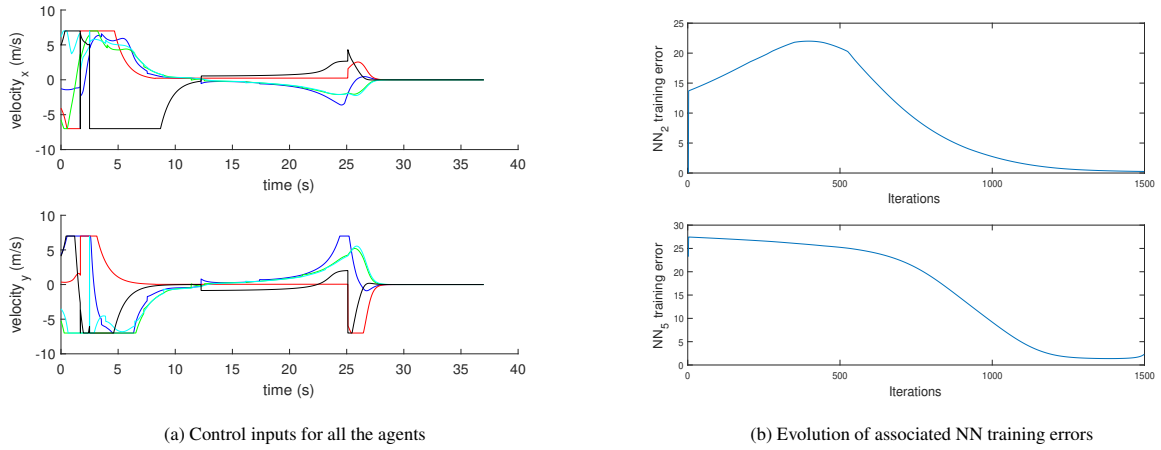 10
5
0
-5
-10
velocity_x (m/s)
0 5 10 15 20 25 30 35 40
time (s)
10
5
0
-5
-10
velocity_y (m/s)
0 5 10 15 20 25 30 35 40
time (s)
(a) Control inputs for all the agents
25
20
15
10
5
0
NN_2 training error
0 500 1000 1500
Iterations
30
25
20
15
10
5
0
NN_5 training error
0 500 1000 1500
Iterations
(b) Evolution of associated NN training errors